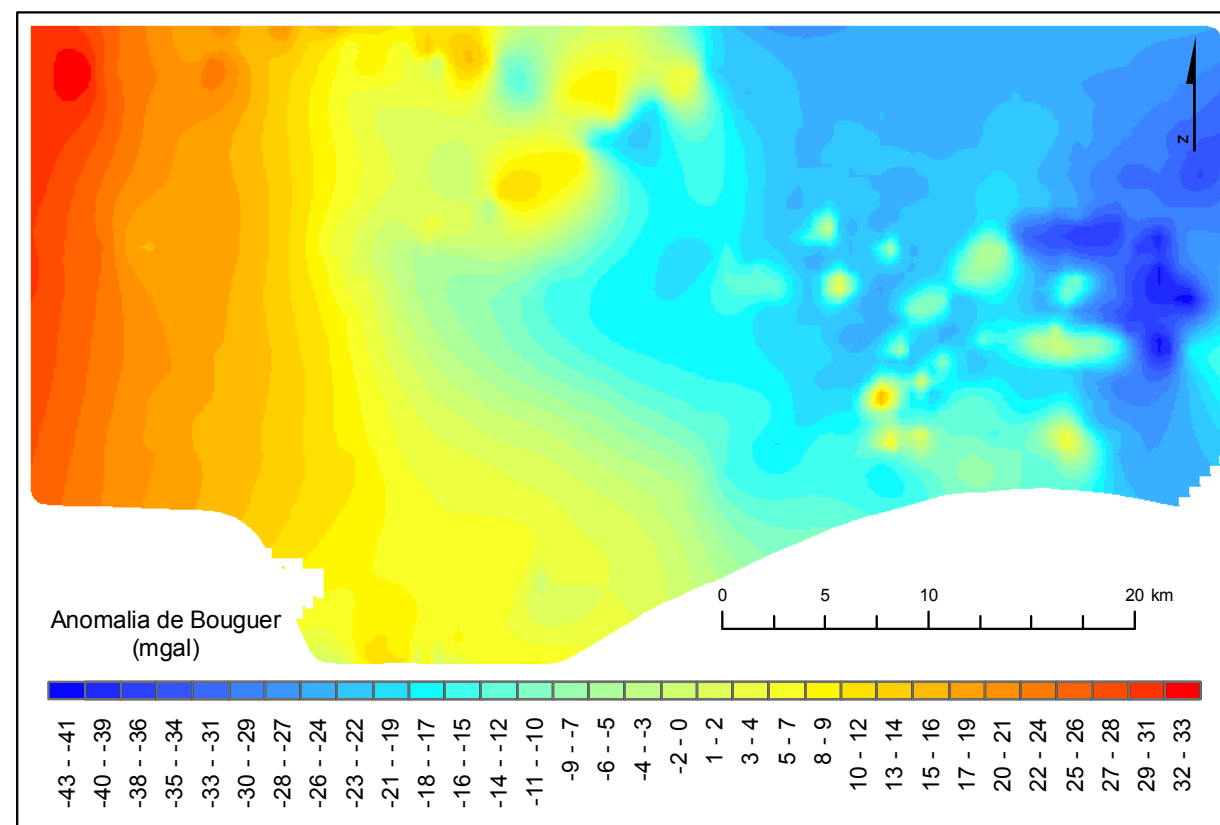 z
0 5 10 20 km
Anomalia de Bouguer
(mgal)
-43 - -41
-40 - -39
-38 - -36
-35 - -34
-33 - -31
-30 - -29
-28 - -27
-26 - -24
-23 - -22
-21 - -19
-18 - -17
-16 - -15
-14 - -12
-11 - -10
-9 - -7
-6 - -5
-4 - -3
-2 - 0
1 - 2
3 - 4
5 - 7
8 - 9
10 - 12
13 - 14
15 - 16
17 - 19
20 - 21
22 - 24
25 - 26
27 - 28
29 - 31
32 - 33